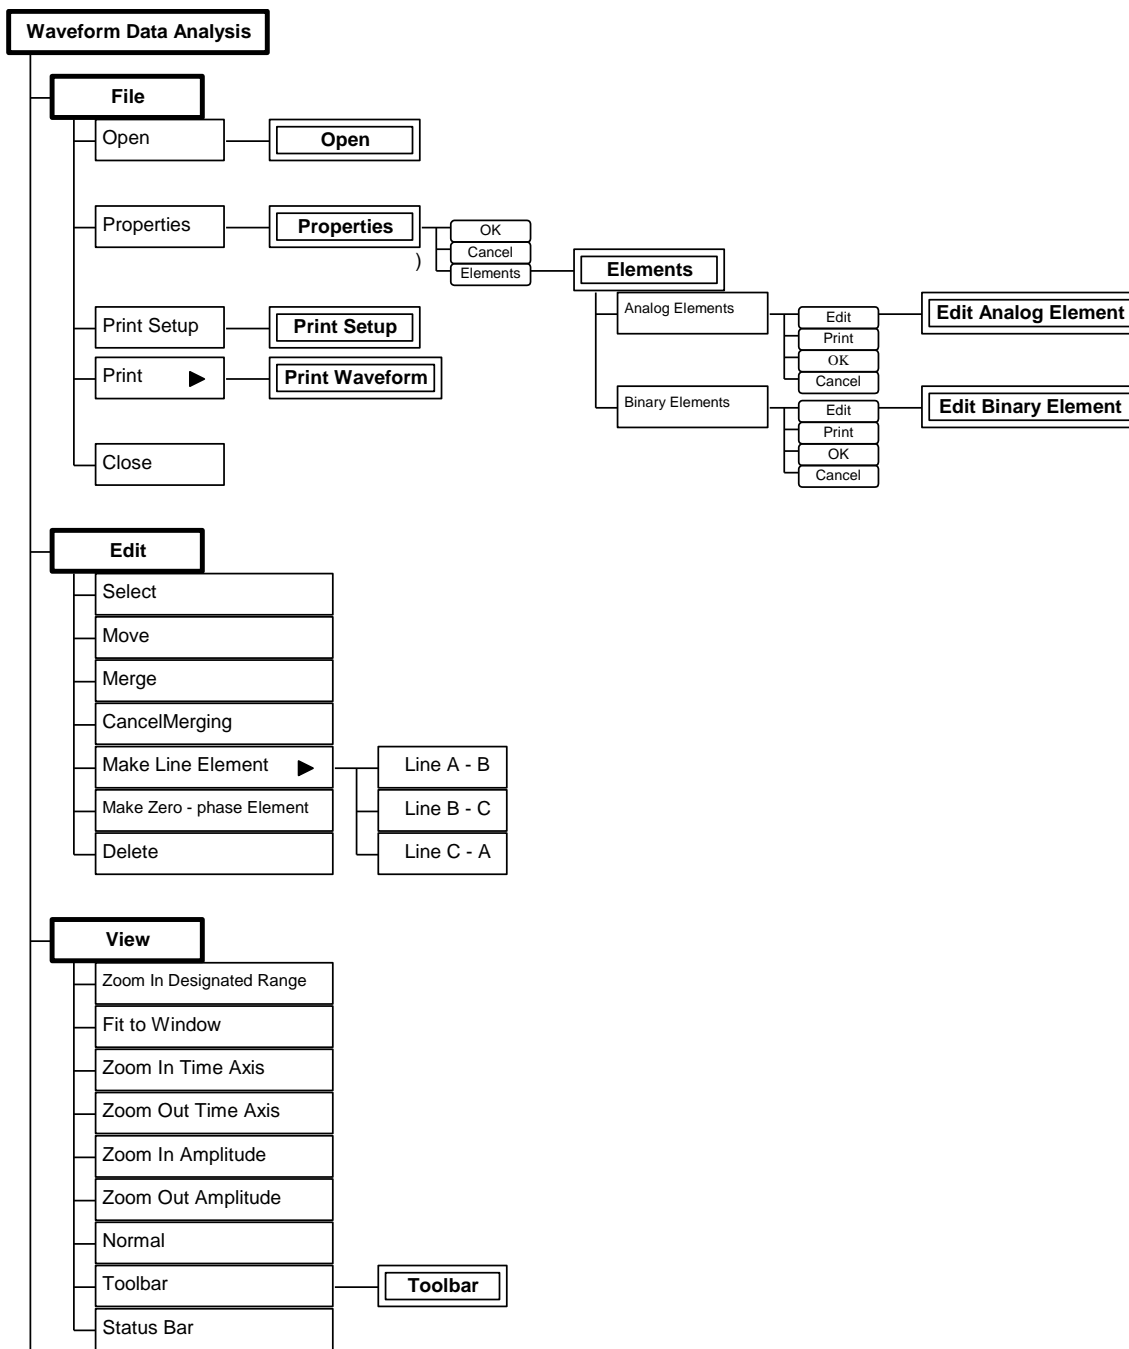 Waveform Data Analysis
File
Open
Open
Properties
Properties
OK
Cancel
)
Elements
Elements
Analog Elements
Edit
Edit Analog Element
Print
OK
Cancel
Print Setup
Print Setup
Print
Print Waveform
Binary Elements
Edit
Edit Binary Element
Print
OK
Cancel
Close
Edit
Select
Move
Merge
CancelMerging
Make Line Element
Line A - B
Make Zero - phase Element
Line B - C
Delete
Line C - A
View
Zoom In Designated Range
Fit to Window
Zoom In Time Axis
Zoom Out Time Axis
Zoom In Amplitude
Zoom Out Amplitude
Normal
Toolbar
Toolbar
Status Bar